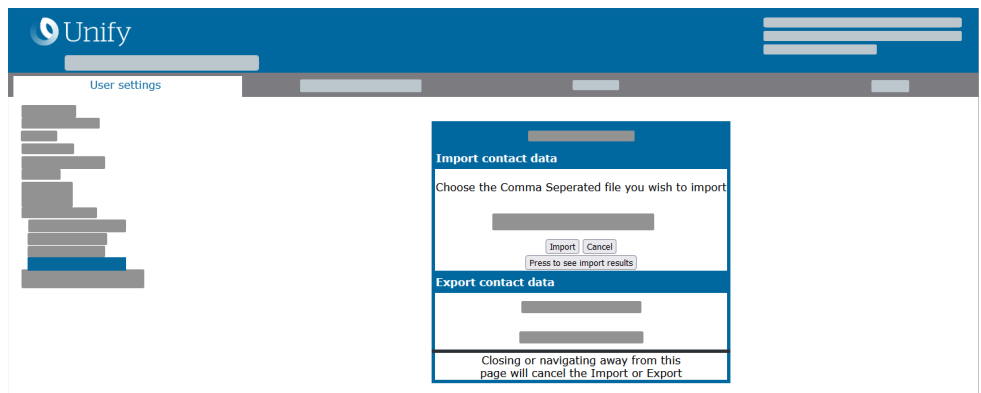 Unify
User settings
Import contact data
Choose the Comma Seperated file you wish to import
Import Cancel
Press to see import results
Export contact data
Closing or navigating away from this
page will cancel the Import or Export